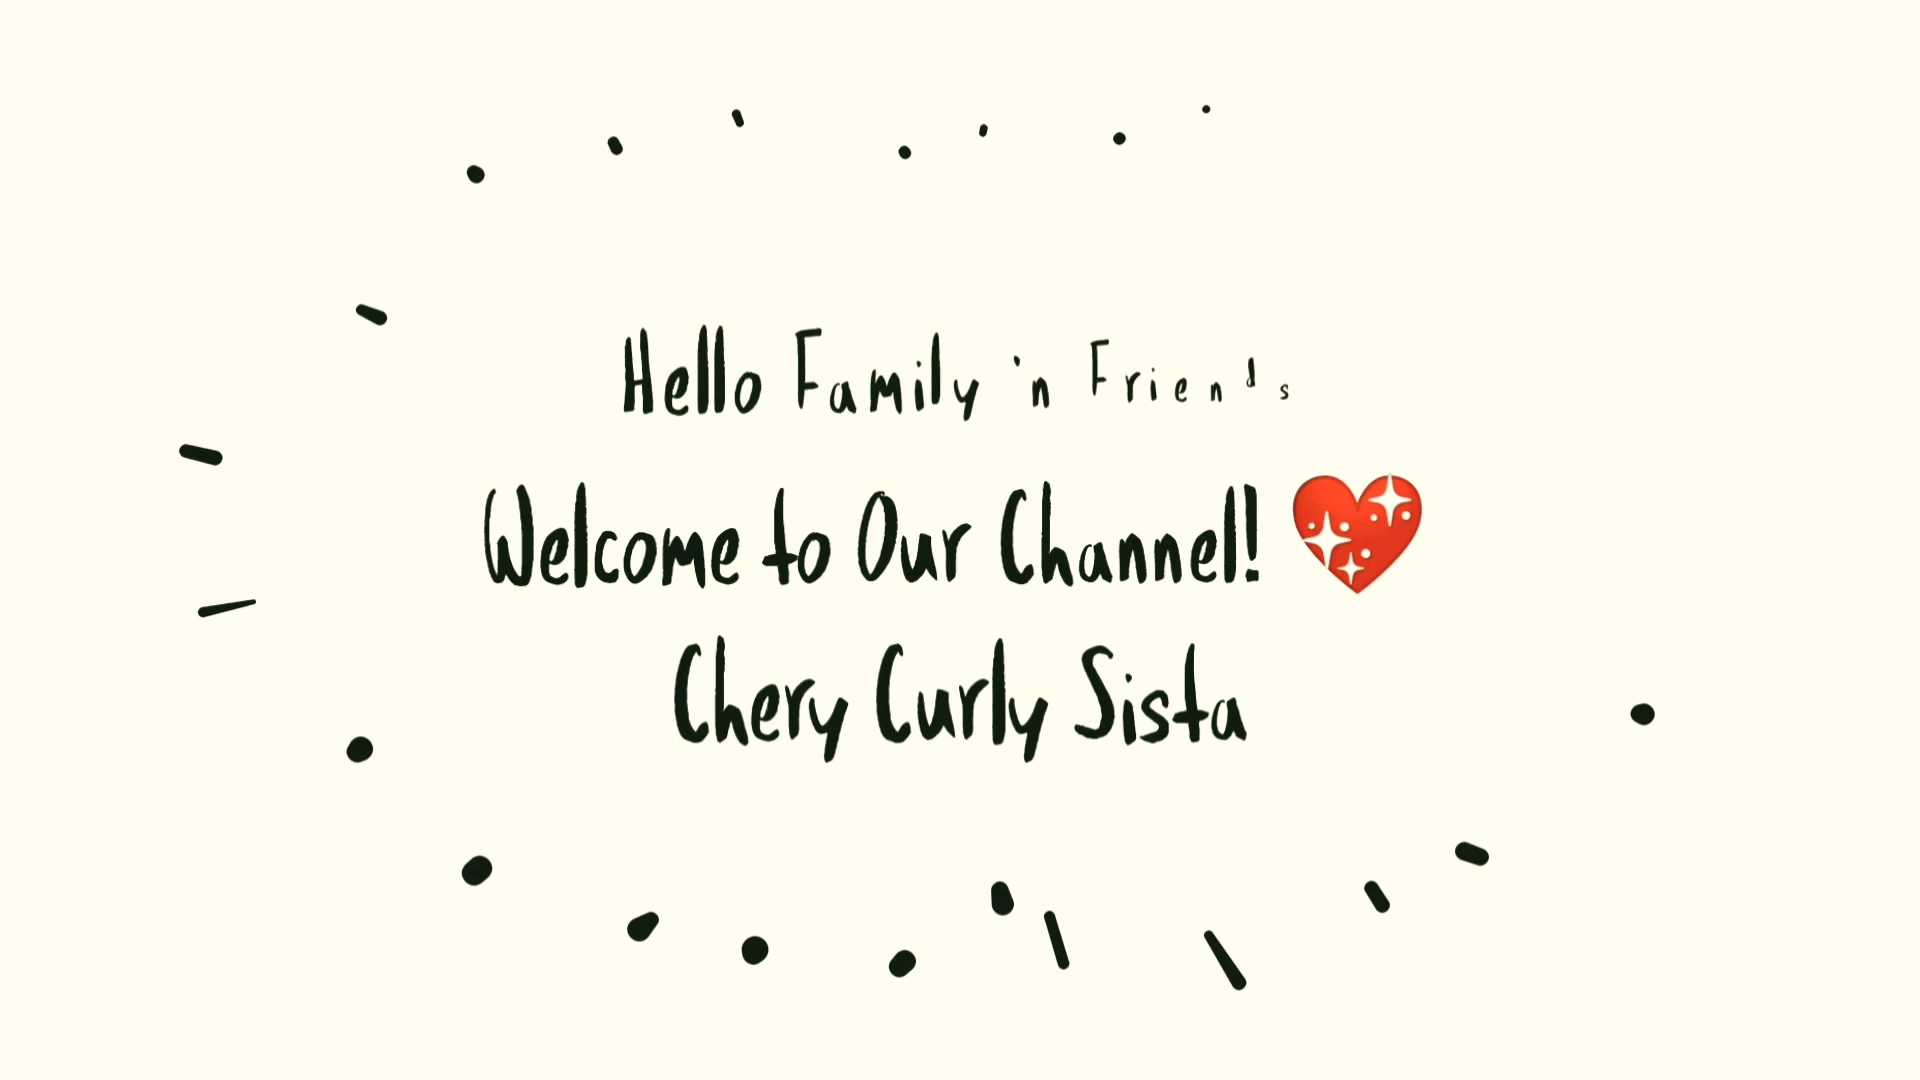 Hello Family 'n Friends
Welcome to Our Channel! 💖
Chery Curly Sista